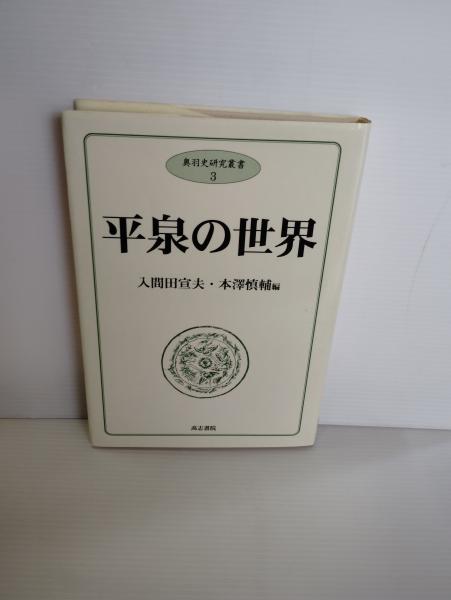 奥羽史研究叢書
3
平泉の世界
入間田宣夫・本澤慎輔編
高志書院